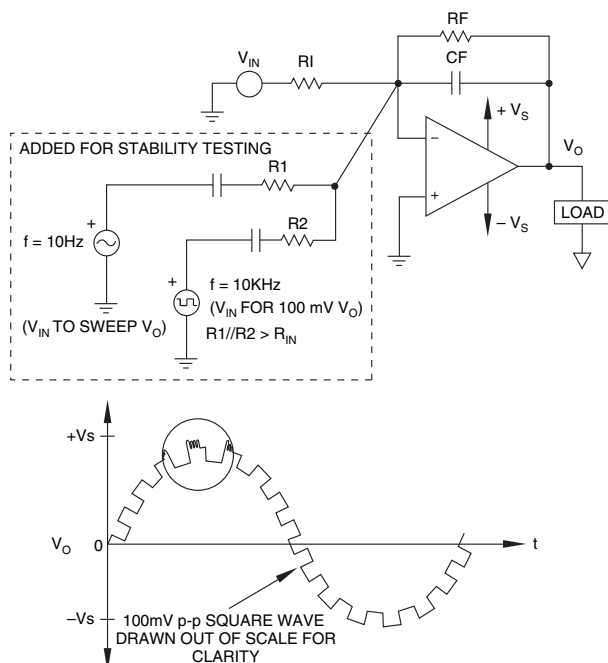 RF
V_IN
RI
CF
+ V_S
ADDED FOR STABILITY TESTING
−
V_O
R1
+
− V_S
LOAD
+
R2
f = 10Hz
+
f = 10KHz
(V_IN FOR 100 mV V_O)
(V_IN TO SWEEP V_O)
R1//R2 > R_IN
+Vs
V_O
0
t
−Vs
100mV p-p SQUARE WAVE
DRAWN OUT OF SCALE FOR
CLARITY